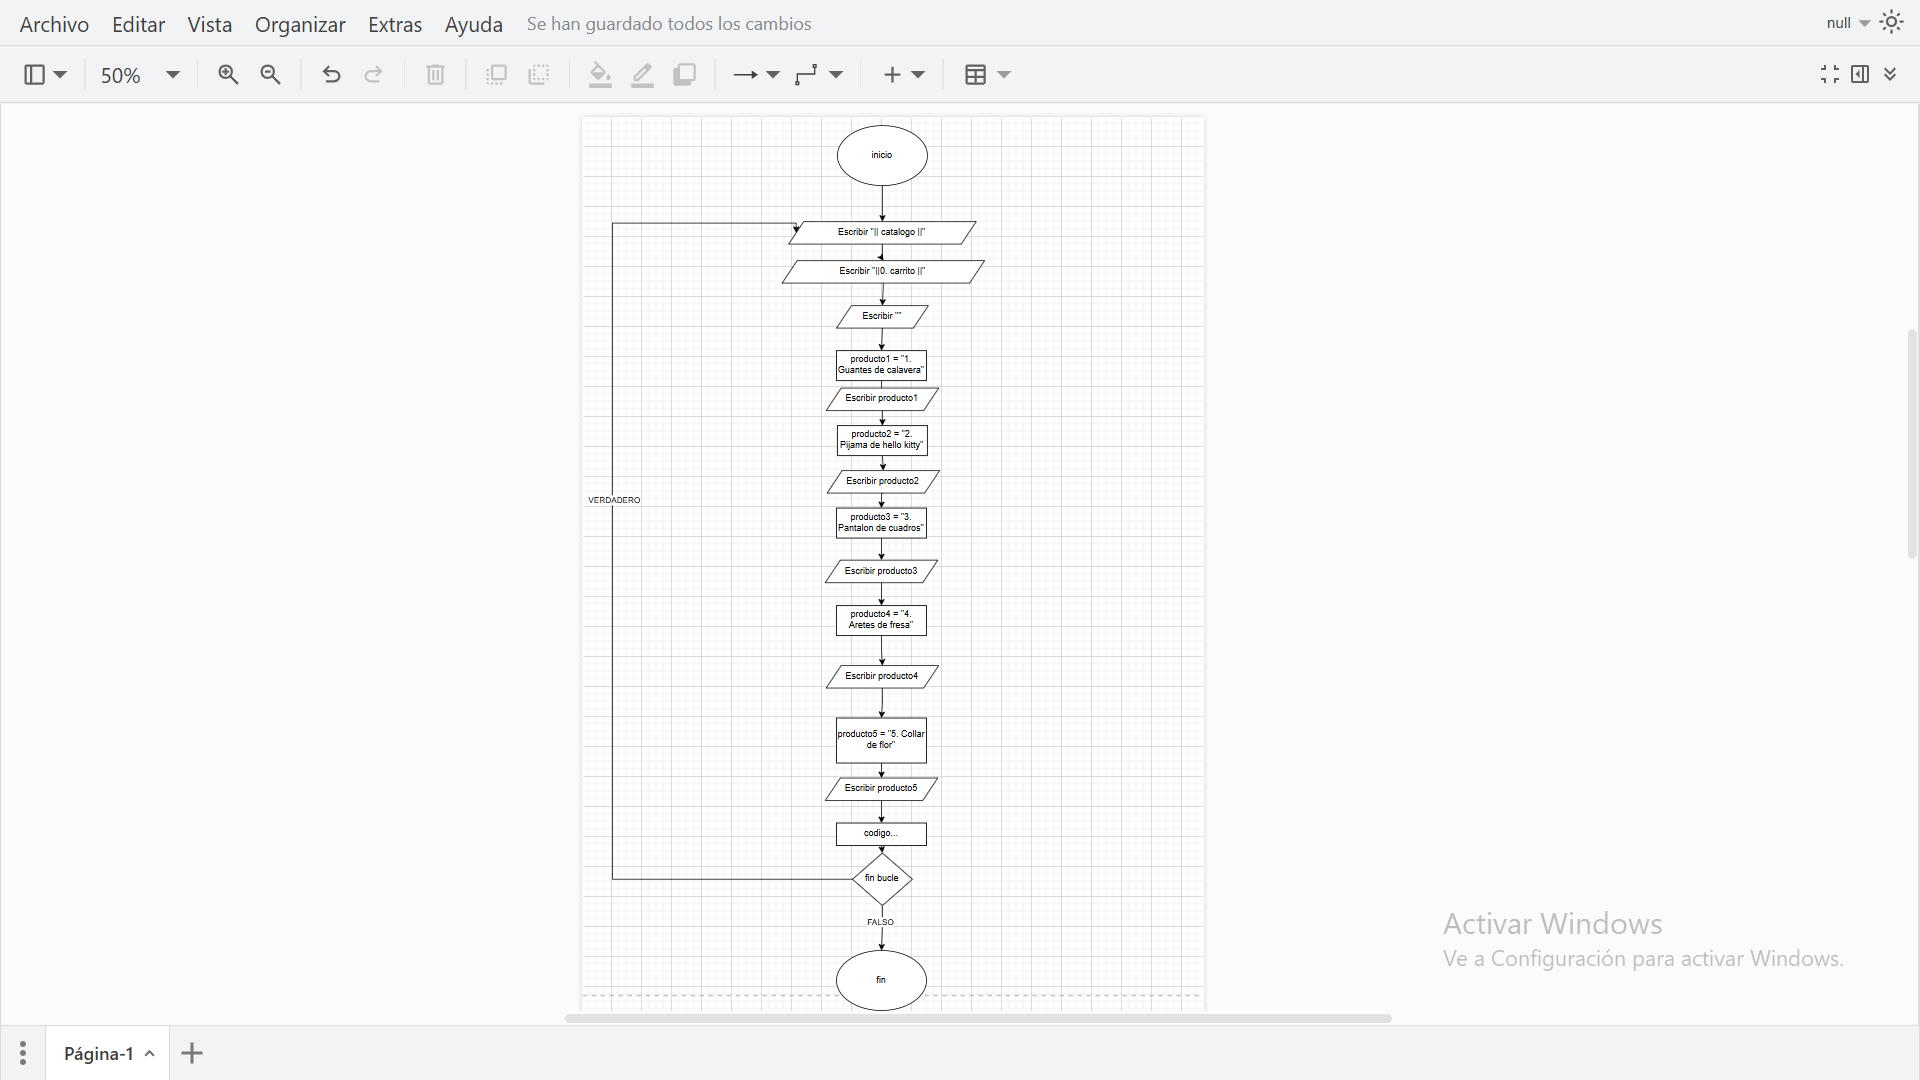 Archivo Editar Vista Organizar Extras Ayuda Se han guardado todos los cambios null
50%
inicio
Escribir "|| catalogo ||"
Escribir "||0. carrito ||"
Escribir ""
producto1 = "1.
Guantes de calavera"
Escribir producto1
producto2 = "2.
Pijama de hello kitty"
Escribir producto2
VERDADERO
producto3 = "3.
Pantalon de cuadros"
Escribir producto3
producto4 = "4.
Aretes de fresa"
Escribir producto4
producto5 = "5. Collar
de flor"
Escribir producto5
codigo...
fin bucle
FALSO
fin
Activar Windows
Ve a Configuración para activar Windows.
Página-1